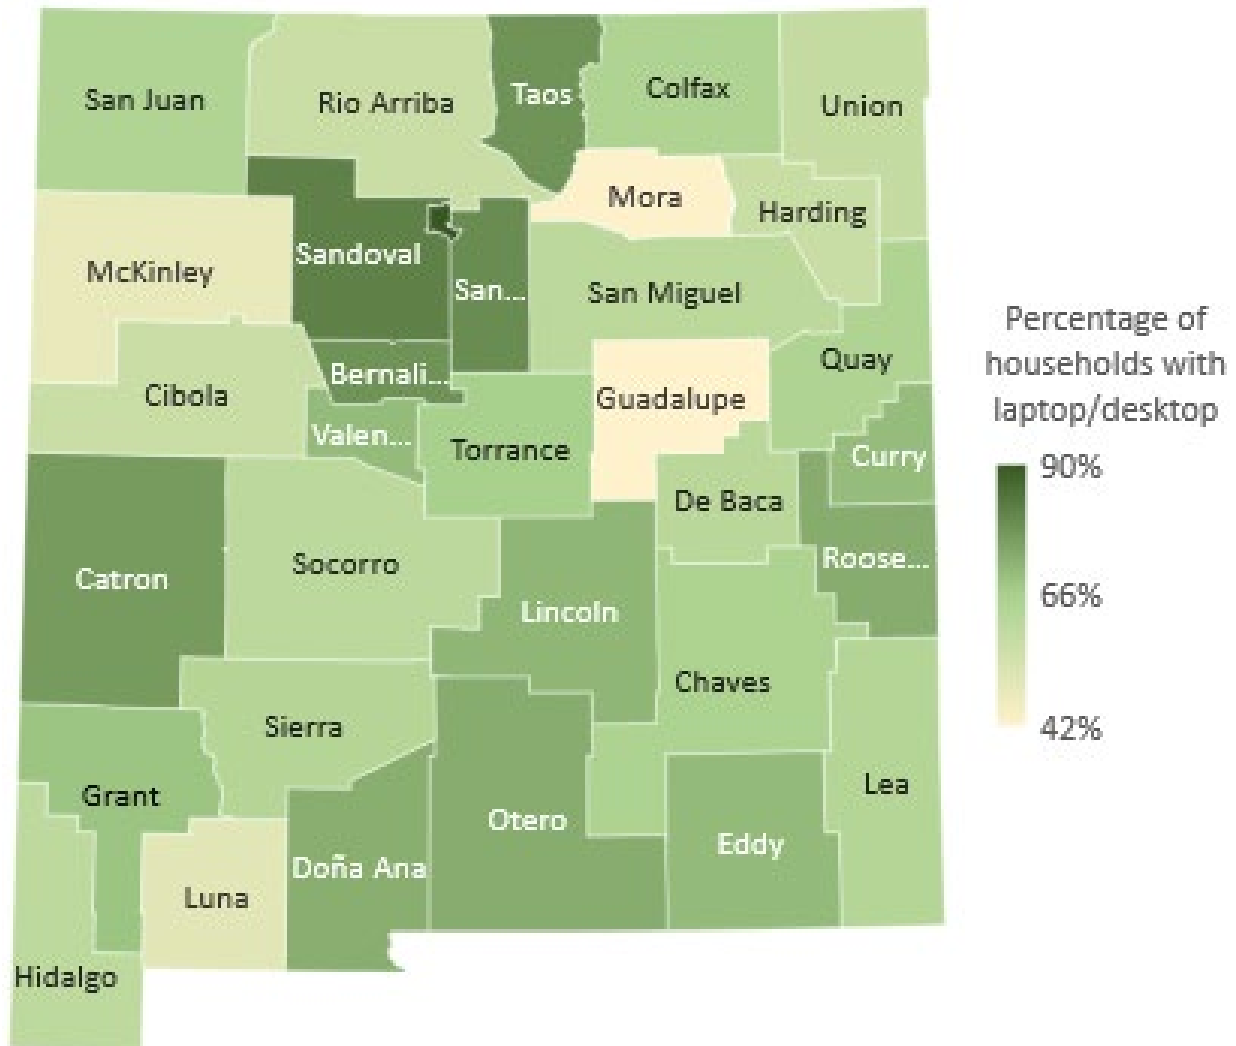 San Juan
Rio Arriba
Taos
Colfax
Union
Mora
Harding
McKinley
Sandoval
San...
San Miguel
Quay
Cibola
Bernali...
Guadalupe
Valen...
Torrance
Curry
De Baca
Catron
Socorro
Lincoln
Roose...
Chaves
Sierra
Grant
Otero
Lea
Luna
Doña Ana
Eddy
Hidalgo
Percentage of
households with
laptop/desktop
90%
66%
42%